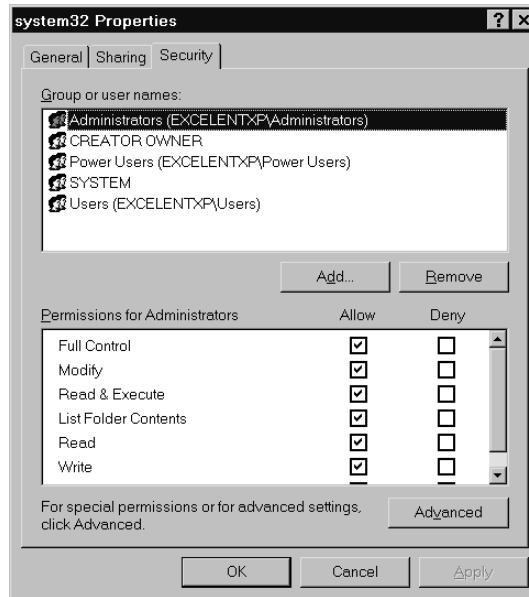 system32 Properties
General Sharing Security
Group or user names:
Administrators (EXCELENTXP\Administrators)
CREATOR OWNER
Power Users (EXCELENTXP\Power Users)
SYSTEM
Users (EXCELENTXP\Users)
Add... Remove
Permissions for Administrators Allow Deny
Full Control
Modify
Read & Execute
List Folder Contents
Read
Write
For special permissions or for advanced settings,
click Advanced.
Advanced
OK Cancel Apply